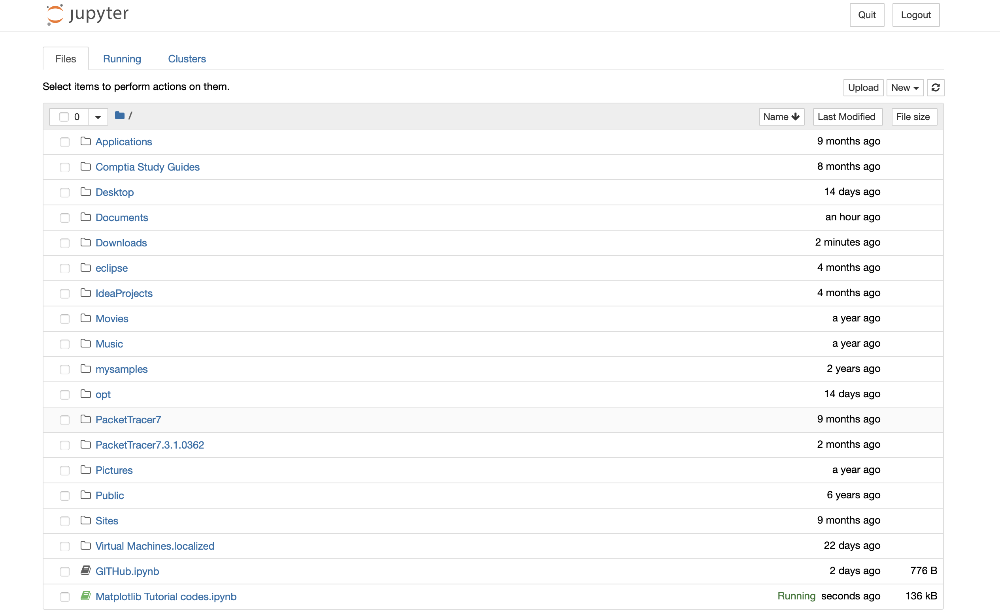 jupyter Quit Logout
Files Running Clusters
Select items to perform actions on them. Upload New
0 / Name Last Modified File size
Applications 9 months ago
Comptia Study Guides 8 months ago
Desktop 14 days ago
Documents an hour ago
Downloads 2 minutes ago
eclipse 4 months ago
IdeaProjects 4 months ago
Movies a year ago
Music a year ago
mysamples 2 years ago
opt 14 days ago
PacketTracer7 9 months ago
PacketTracer7.3.1.0362 2 months ago
Pictures a year ago
Public 6 years ago
Sites 9 months ago
Virtual Machines.localized 22 days ago
GITHub.ipynb 2 days ago 776 B
Matplotlib Tutorial codes.ipynb Running seconds ago 136 kB